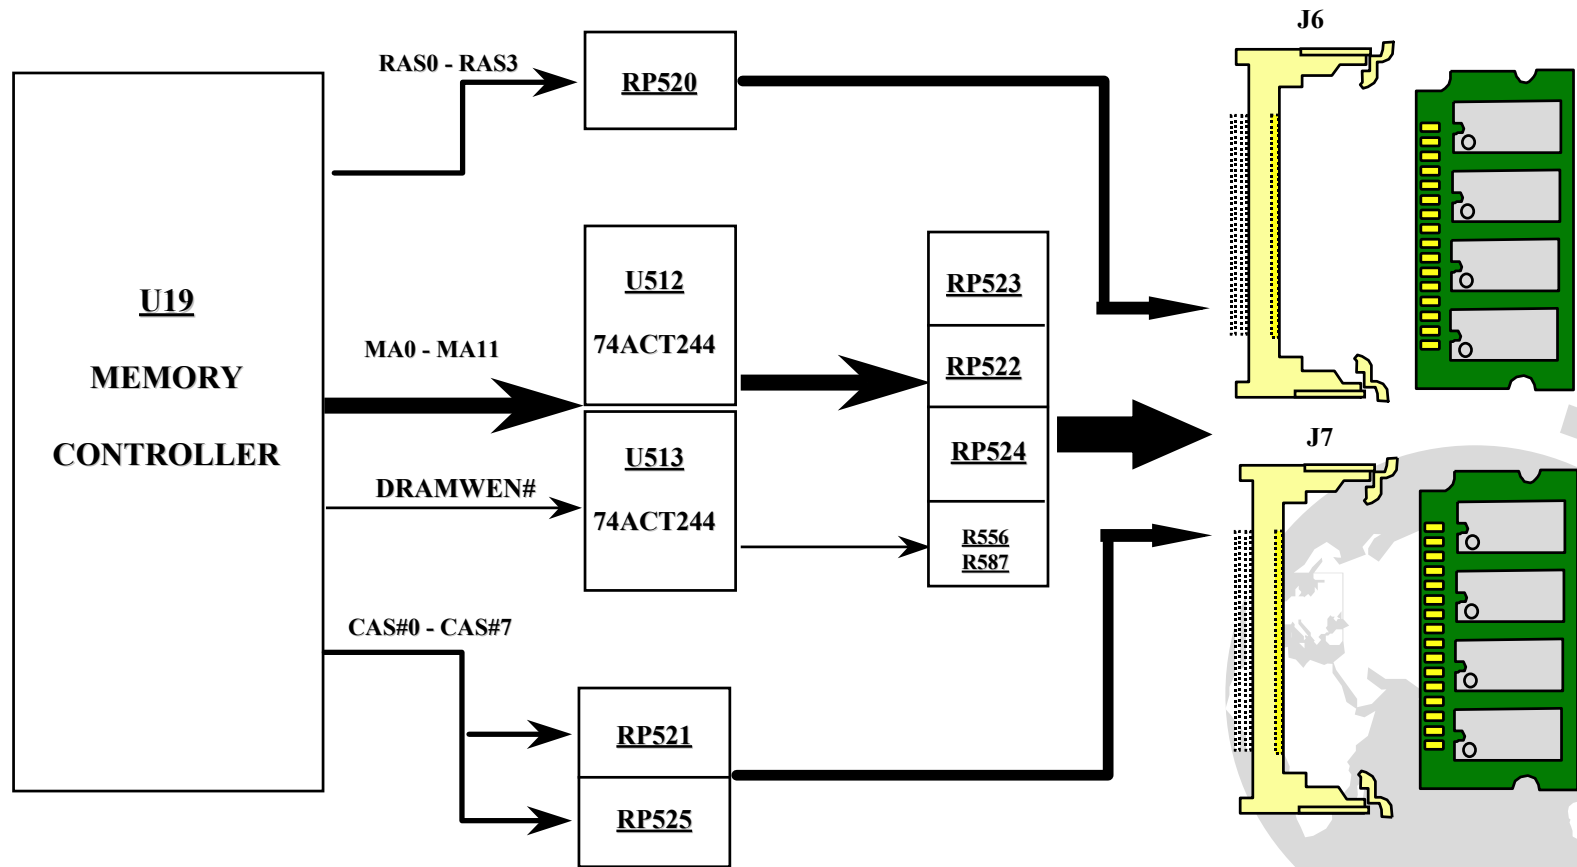 J6
RAS0 - RAS3
RP520
U19
MEMORY
CONTROLLER
MA0 - MA11
U512
74ACT244
RP523
RP522
RP524
R556
R587
U513
74ACT244
DRAMWEN#
J7
CAS#0 - CAS#7
RP521
RP525